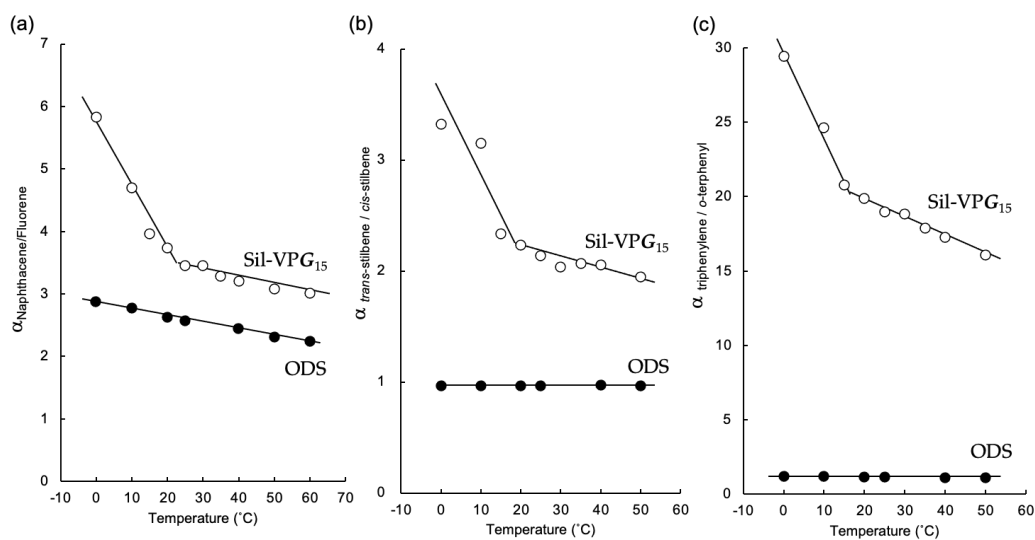 (a)
7
6
5
4
3
2
1
0
-10 0 10 20 30 40 50 60 70
Temperature (˚C)
αNaphthacene/Fluorene
Sil-VPG15
ODS
(b)
4
3
2
1
0
-10 0 10 20 30 40 50 60
Temperature (˚C)
α trans-stilbene / cis-stilbene
Sil-VPG15
ODS
(c)
30
25
20
15
10
5
0
-10 0 10 20 30 40 50 60
Temperature (˚C)
α triphenylene / o-terphenyl
Sil-VPG15
ODS